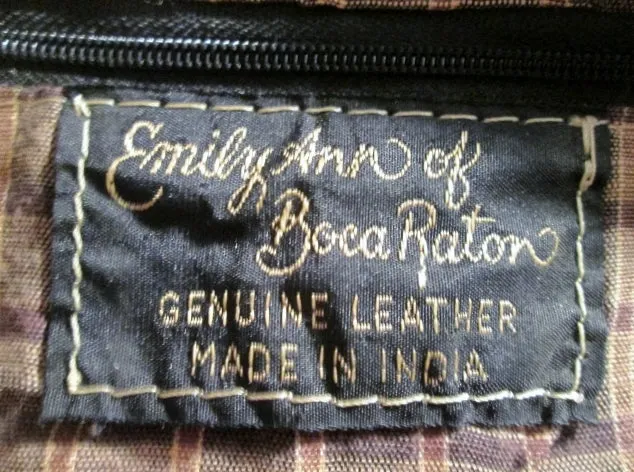 Emily Ann of
Boca Raton
GENUINE LEATHER
MADE IN INDIA